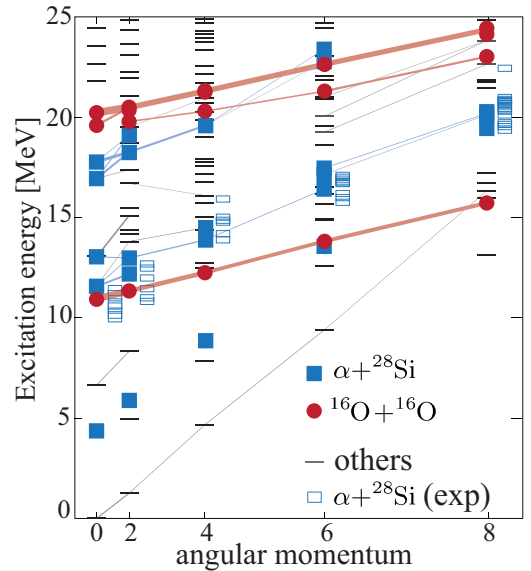 25
20
15
10
5
0
Excitation energy [MeV]
α+²⁸Si
¹⁶O+¹⁶O
others
α+²⁸Si (exp)
0 2 4 6 8
angular momentum